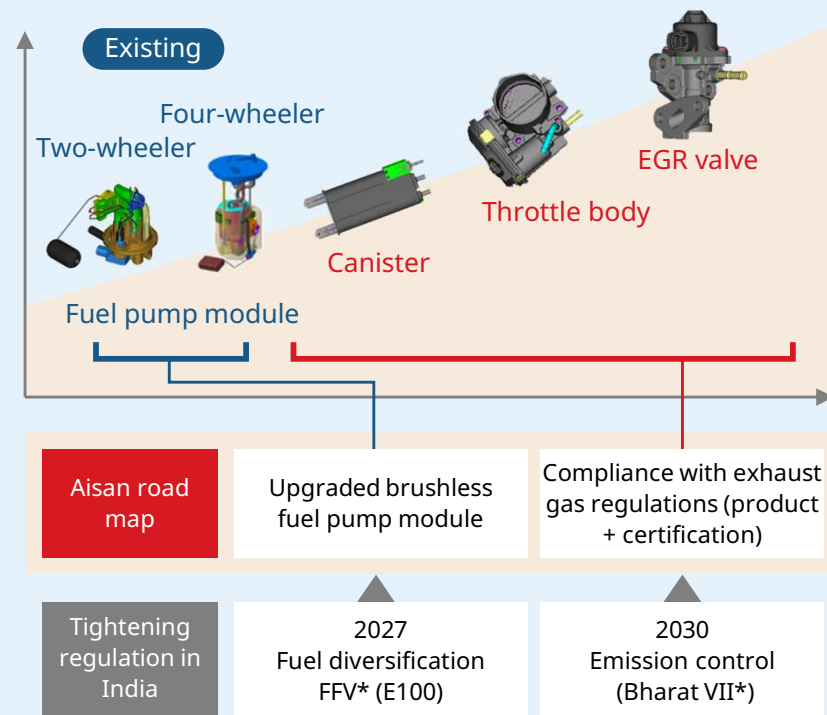 Existing
Four-wheeler
Two-wheeler
EGR valve
Throttle body
Canister
Fuel pump module
Aisan road
map
Upgraded brushless
fuel pump module
Compliance with exhaust
gas regulations (product
+ certification)
Tightening
regulation in
India
2027
Fuel diversification
FFV* (E100)
2030
Emission control
(Bharat VII*)